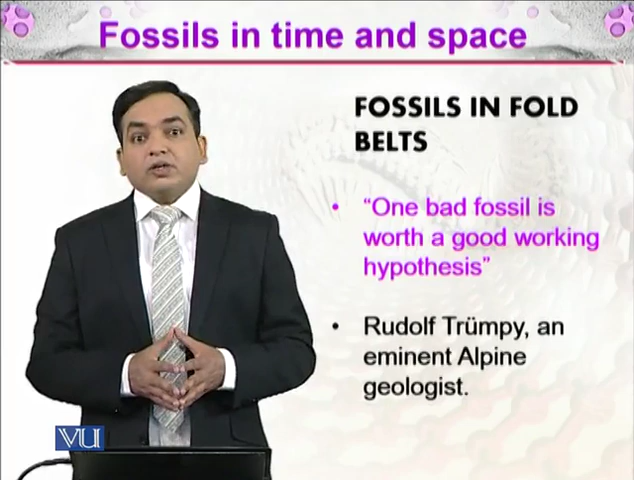 Fossils in time and space
FOSSILS IN FOLD
BELTS
• “One bad fossil is
worth a good working
hypothesis”
• Rudolf Trümpy, an
eminent Alpine
geologist.
VU